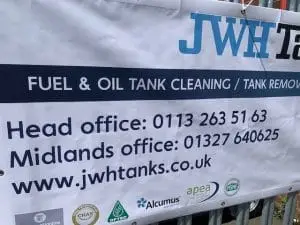 JWH Ta
FUEL & OIL TANK CLEANING / TANK REMOV
Head office: 0113 263 51 63
Midlands office: 01327 640625
www.jwhtanks.co.uk
CHAS
Alcumus
apea